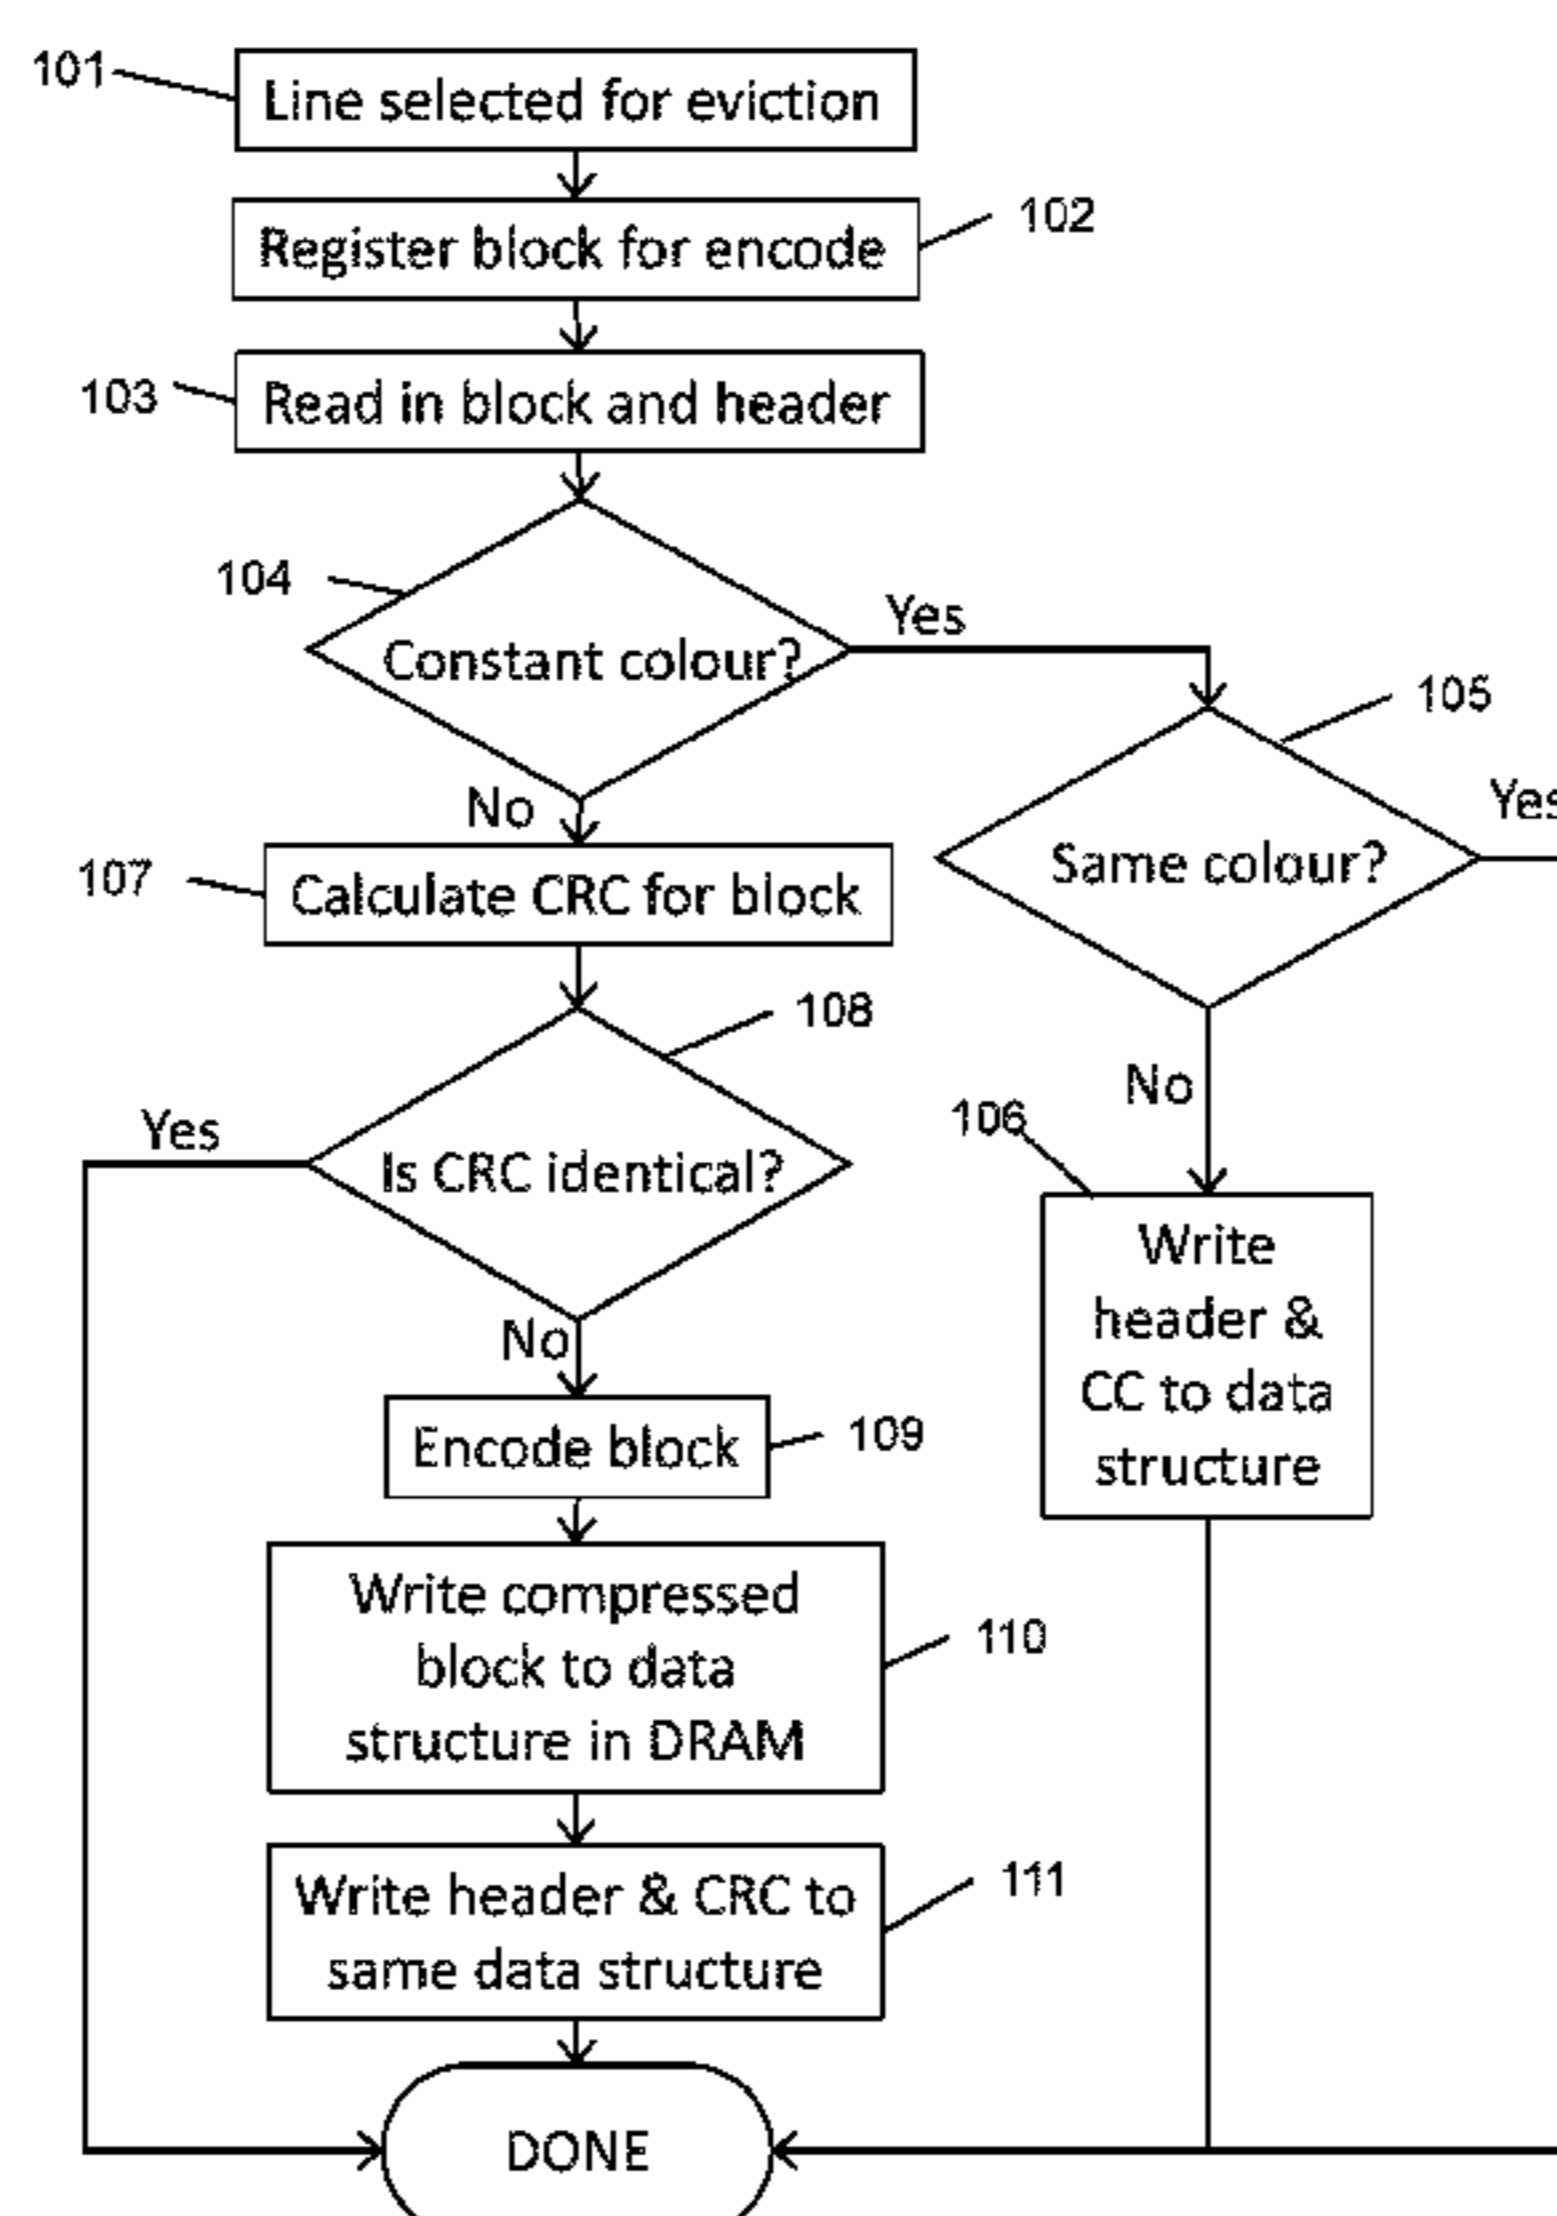 101
Line selected for eviction
102
Register block for encode
103
Read in block and header
104
Constant colour?
Yes
105
Same colour?
Yes
No
107
Calculate CRC for block
108
Is CRC identical?
Yes
No
106
Write
header &
CC to data
structure
No
Encode block
109
Write compressed
block to data
structure in DRAM
110
Write header & CRC to
same data structure
111
DONE